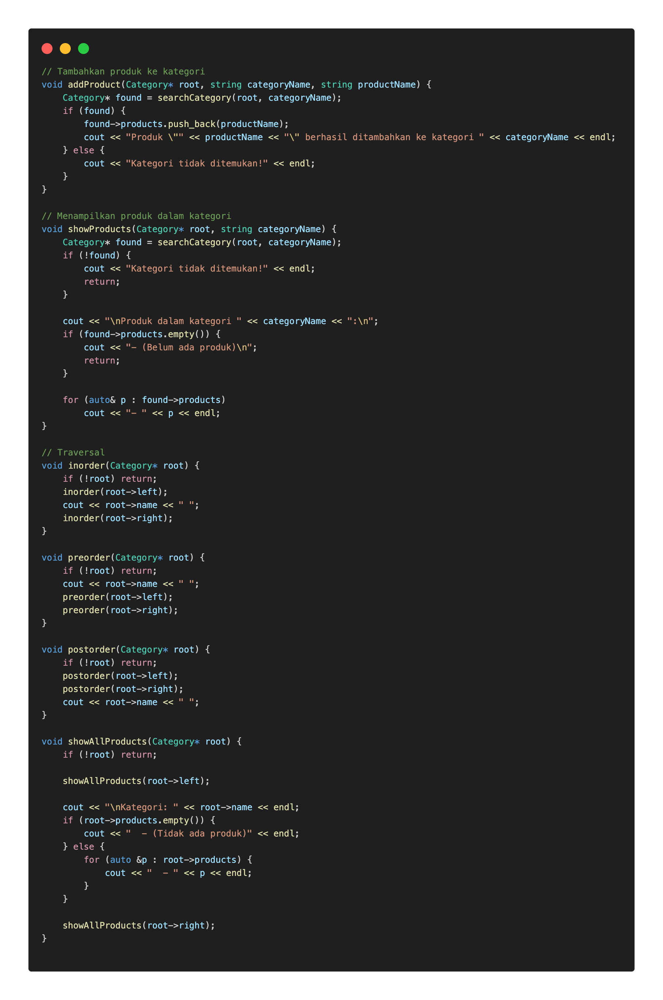 // Tambahkan produk ke kategori
void addProduct(Category* root, string categoryName, string productName) {
    Category* found = searchCategory(root, categoryName);
    if (found) {
        found->products.push_back(productName);
        cout << "Produk \"" << productName << "\" berhasil ditambahkan ke kategori " << categoryName << endl;
    } else {
        cout << "Kategori tidak ditemukan!" << endl;
    }
}

// Menampilkan produk dalam kategori
void showProducts(Category* root, string categoryName) {
    Category* found = searchCategory(root, categoryName);
    if (!found) {
        cout << "Kategori tidak ditemukan!" << endl;
        return;
    }

    cout << "\nProduk dalam kategori " << categoryName << ":\n";
    if (found->products.empty()) {
        cout << "- (Belum ada produk)\n";
        return;
    }

    for (auto& p : found->products)
        cout << "- " << p << endl;
}

// Traversal
void inorder(Category* root) {
    if (!root) return;
    inorder(root->left);
    cout << root->name << " ";
    inorder(root->right);
}

void preorder(Category* root) {
    if (!root) return;
    cout << root->name << " ";
    preorder(root->left);
    preorder(root->right);
}

void postorder(Category* root) {
    if (!root) return;
    postorder(root->left);
    postorder(root->right);
    cout << root->name << " ";
}

void showAllProducts(Category* root) {
    if (!root) return;

    showAllProducts(root->left);

    cout << "\nKategori: " << root->name << endl;
    if (root->products.empty()) {
        cout << "  - (Tidak ada produk)" << endl;
    } else {
        for (auto &p : root->products) {
            cout << "  - " << p << endl;
        }
    }

    showAllProducts(root->right);
}